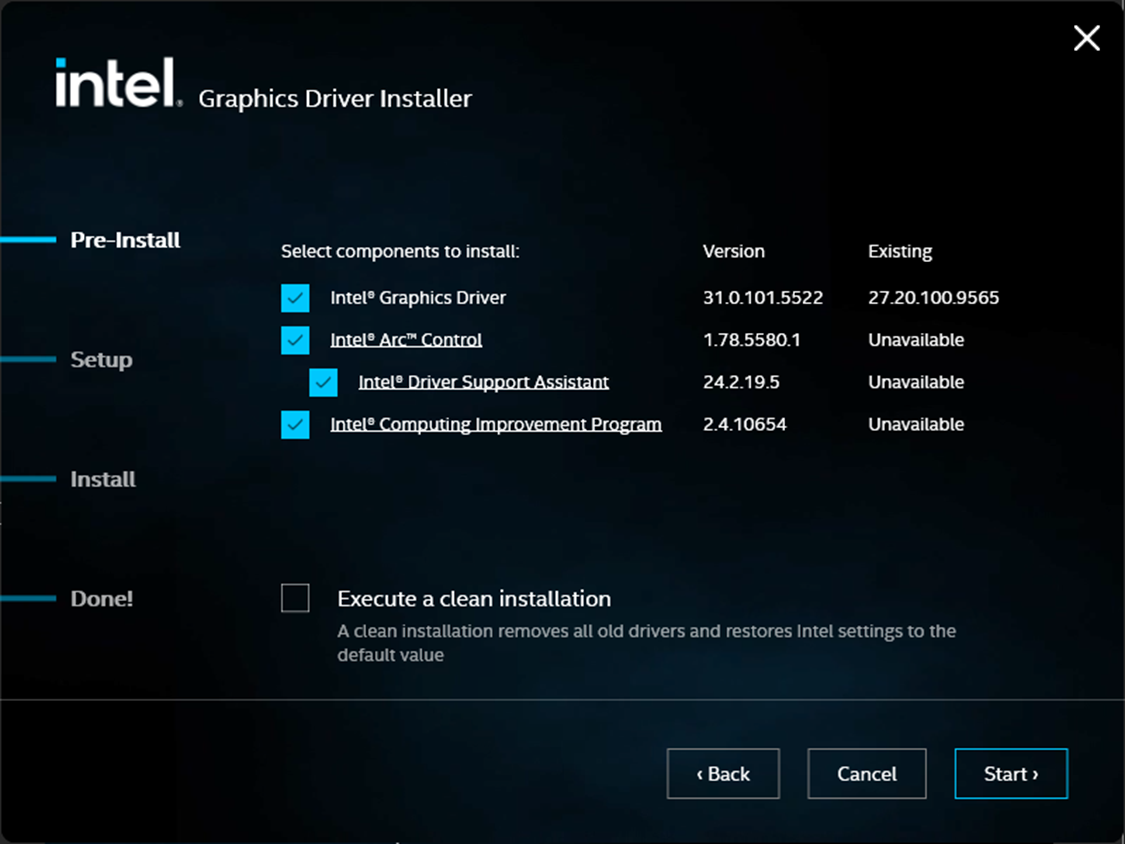 intel. Graphics Driver Installer
Pre-Install
Setup
Install
Done!
Select components to install: Version Existing
Intel® Graphics Driver 31.0.101.5522 27.20.100.9565
Intel® Arc™ Control 1.78.5580.1 Unavailable
Intel® Driver Support Assistant 24.2.19.5 Unavailable
Intel® Computing Improvement Program 2.4.10654 Unavailable
Execute a clean installation
A clean installation removes all old drivers and restores Intel settings to the
default value
‹ Back Cancel Start ›